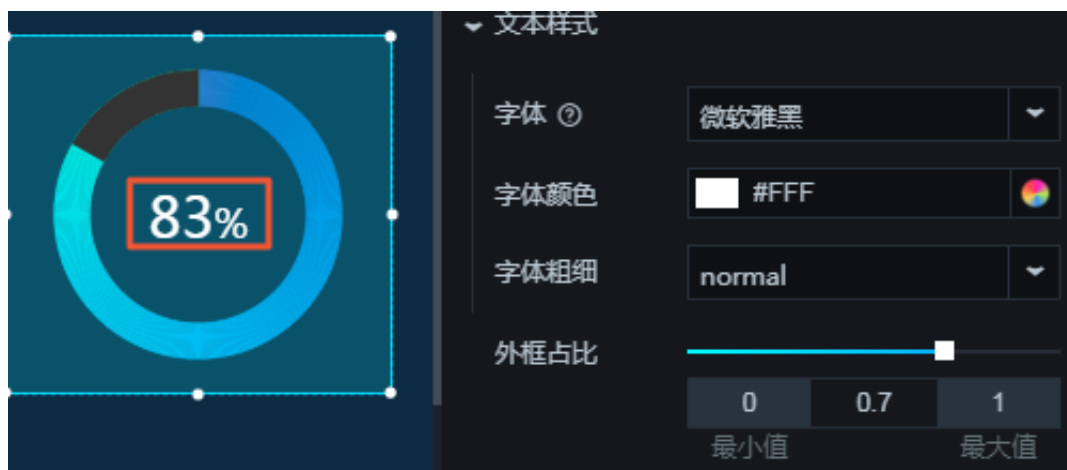 文本样式
83%
字体
微软雅黑
字体颜色
#FFF
字体粗细
normal
外框占比
0 0.7 1
最小值 最大值